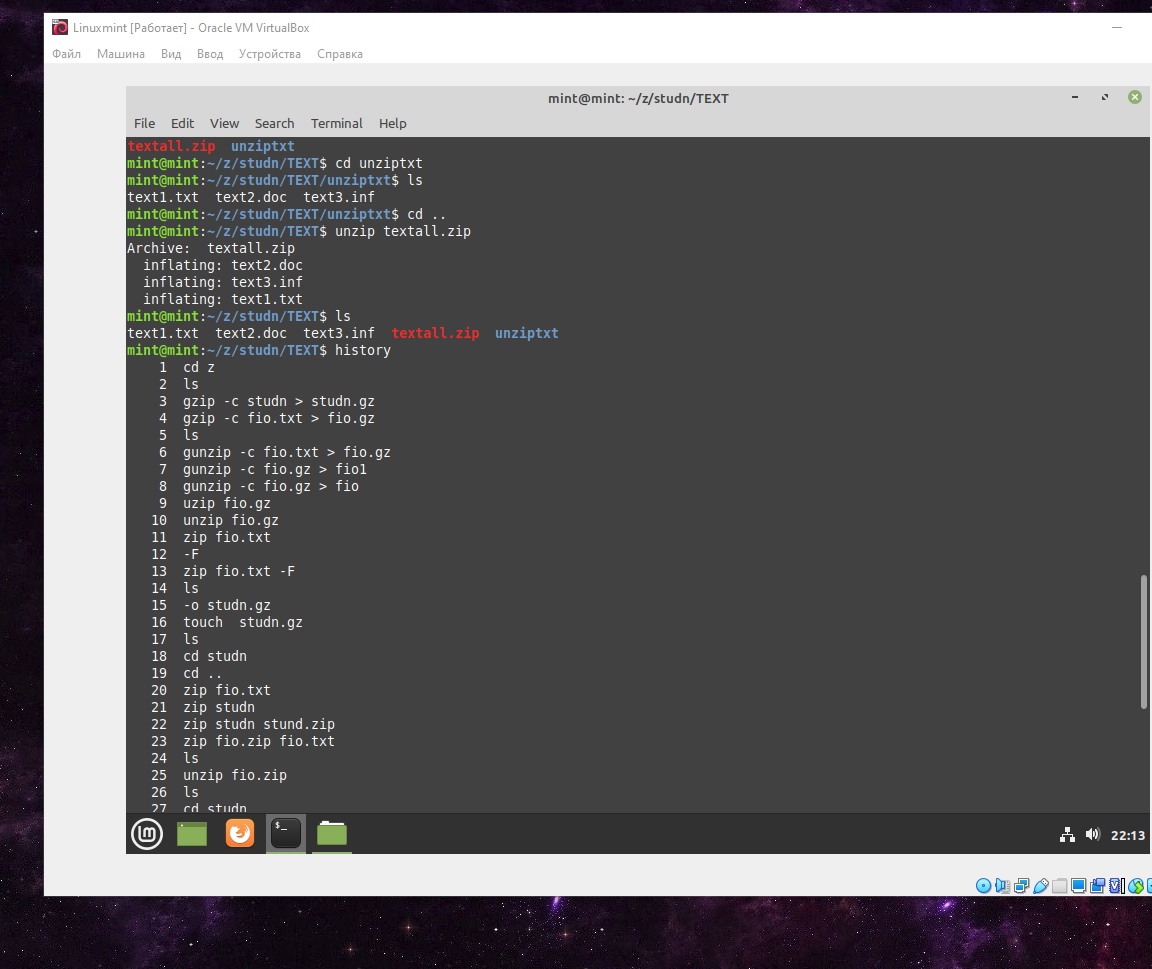 Linuxmint [Работает] - Oracle VM VirtualBox
Файл Машина Вид Ввод Устройства Справка
mint@mint: ~/z/studn/TEXT
File Edit View Search Terminal Help
textall.zip unziptxt
mint@mint:~/z/studn/TEXT$ cd unziptxt
mint@mint:~/z/studn/TEXT/unziptxt$ ls
text1.txt text2.doc text3.inf
mint@mint:~/z/studn/TEXT/unziptxt$ cd ..
mint@mint:~/z/studn/TEXT$ unzip textall.zip
Archive: textall.zip
inflating: text2.doc
inflating: text3.inf
inflating: text1.txt
mint@mint:~/z/studn/TEXT$ ls
text1.txt text2.doc text3.inf textall.zip unziptxt
mint@mint:~/z/studn/TEXT$ history
1 cd z
2 ls
3 gzip -c studn > studn.gz
4 gzip -c fio.txt > fio.gz
5 ls
6 gunzip -c fio.txt > fio.gz
7 gunzip -c fio.gz > fio1
8 gunzip -c fio.gz > fio
9 uzip fio.gz
10 unzip fio.gz
11 zip fio.txt
12 -F
13 zip fio.txt -F
14 ls
15 -o studn.gz
16 touch studn.gz
17 ls
18 cd studn
19 cd ..
20 zip fio.txt
21 zip studn
22 zip studn stund.zip
23 zip fio.zip fio.txt
24 ls
25 unzip fio.zip
26 ls
27 cd studn
$_
22:13